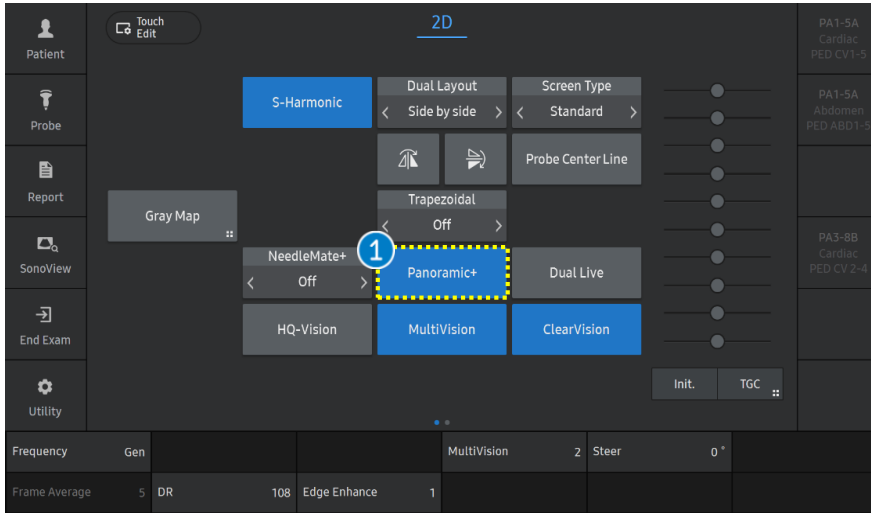 Patient
Touch
Edit
2D
PA1-5A
Cardiac
PED CV1-5
Probe
S-Harmonic
Dual Layout
< Side by side >
Screen Type
< Standard >
PA1-5A
Abdomen
PED ABD1-5
Probe Center Line
Report
Gray Map
Trapezoidal
< Off >
1
SonoView
NeedleMate+
< Off >
Panoramic+
Dual Live
PA3-8B
Cardiac
PED CV 2-4
End Exam
HQ-Vision
MultiVision
ClearVision
Utility
Init.
TGC
Frequency Gen
MultiVision 2
Steer 0°
Frame Average 5
DR 108
Edge Enhance 1